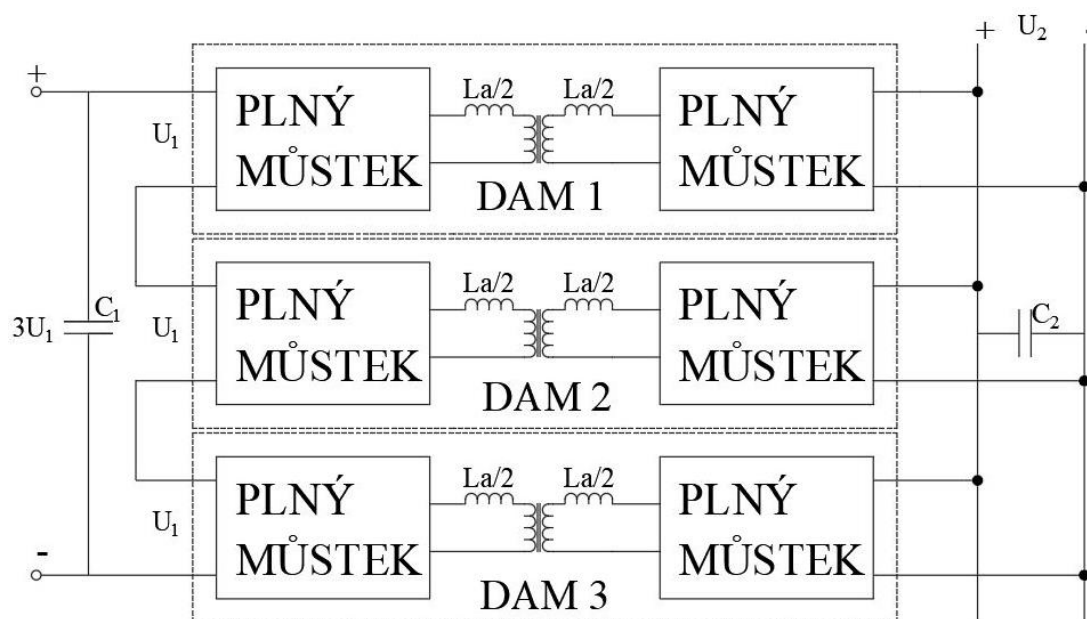 + U₂ -
+
U₁
PLNÝ
MŮSTEK
La/2 La/2
DAM 1
PLNÝ
MŮSTEK
3U₁
C₁
U₁
PLNÝ
MŮSTEK
La/2 La/2
DAM 2
PLNÝ
MŮSTEK
C₂
U₁
-
PLNÝ
MŮSTEK
La/2 La/2
DAM 3
PLNÝ
MŮSTEK